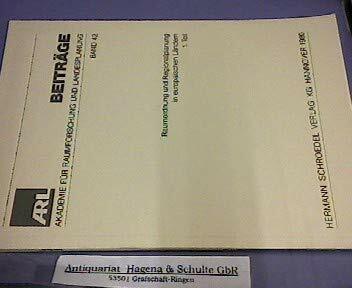 ARL
AKADEMIE FÜR RAUMFORSCHUNG UND LANDESPLANUNG
BEITRÄGE
BAND 42
Raumordnung und Regionalplanung
in europäischen Ländern
1. Teil
HERMANN SCHROEDEL VERLAG KG HANNOVER 1980
Antiquariat Hagena & Schulte GbR
53501 Grafschaft-Ringen